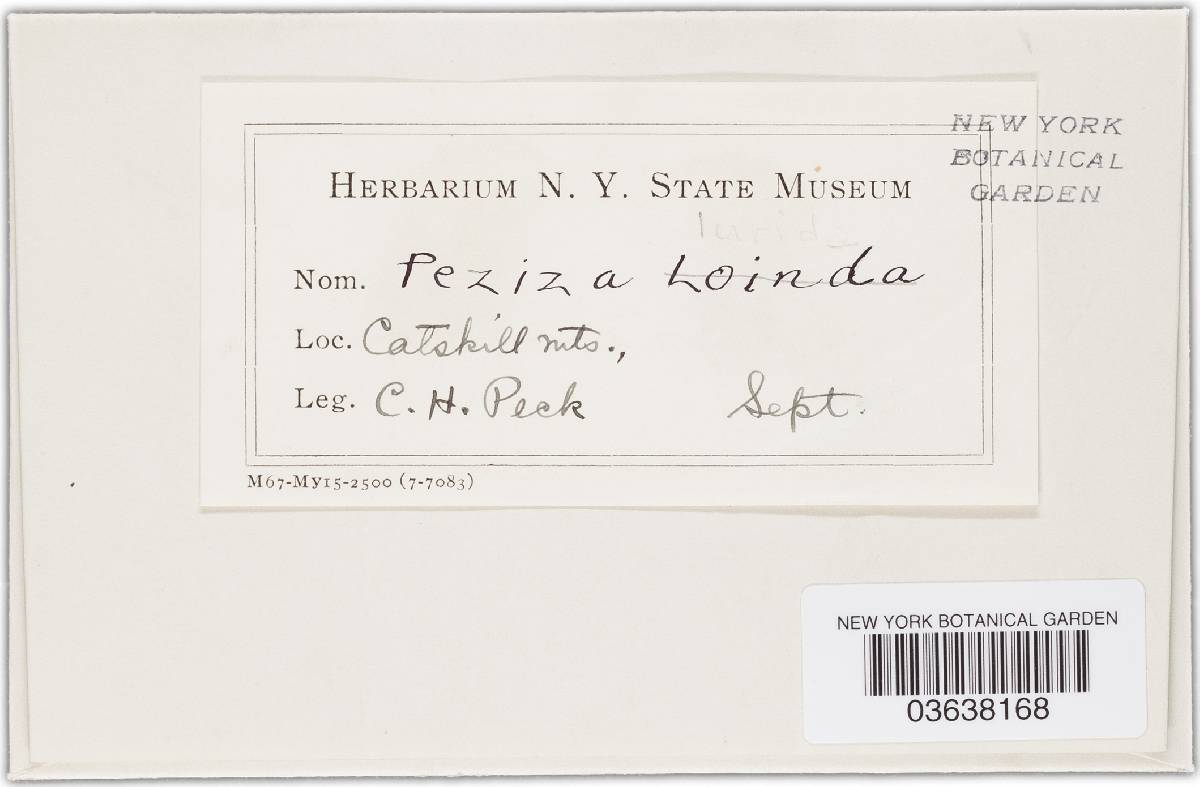 NEW YORK
BOTANICAL
GARDEN
HERBARIUM N. Y. STATE MUSEUM
lurida
Nom. Peziza Loinda
Loc. Catskill mts.,
Leg. C. H. Peck Sept.
M67-My15-2500 (7-7083)
NEW YORK BOTANICAL GARDEN
03638168